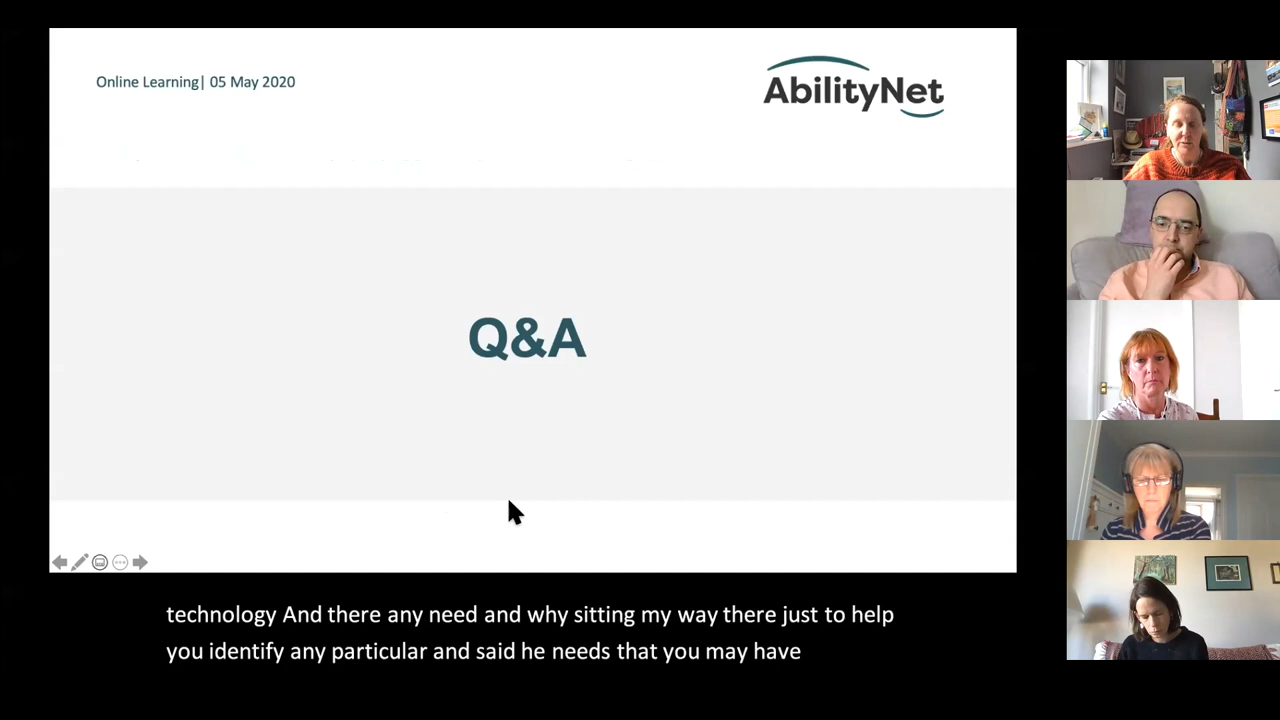 Online Learning| 05 May 2020
AbilityNet
Q&A
technology And there any need and why sitting my way there just to help
you identify any particular and said he needs that you may have